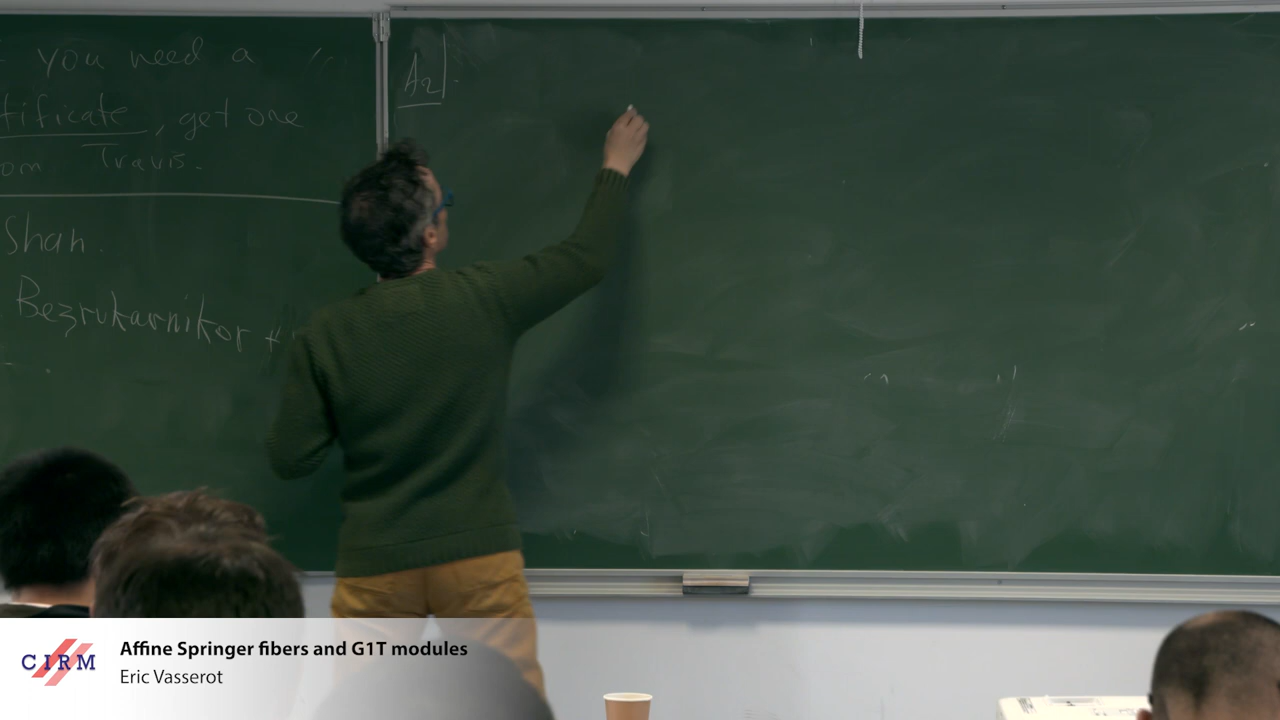 you need a
tificate, get one
om Travis.
Shan.
Bezrukavnikov +
A2
CIRM
Affine Springer fibers and G1T modules
Eric Vasserot